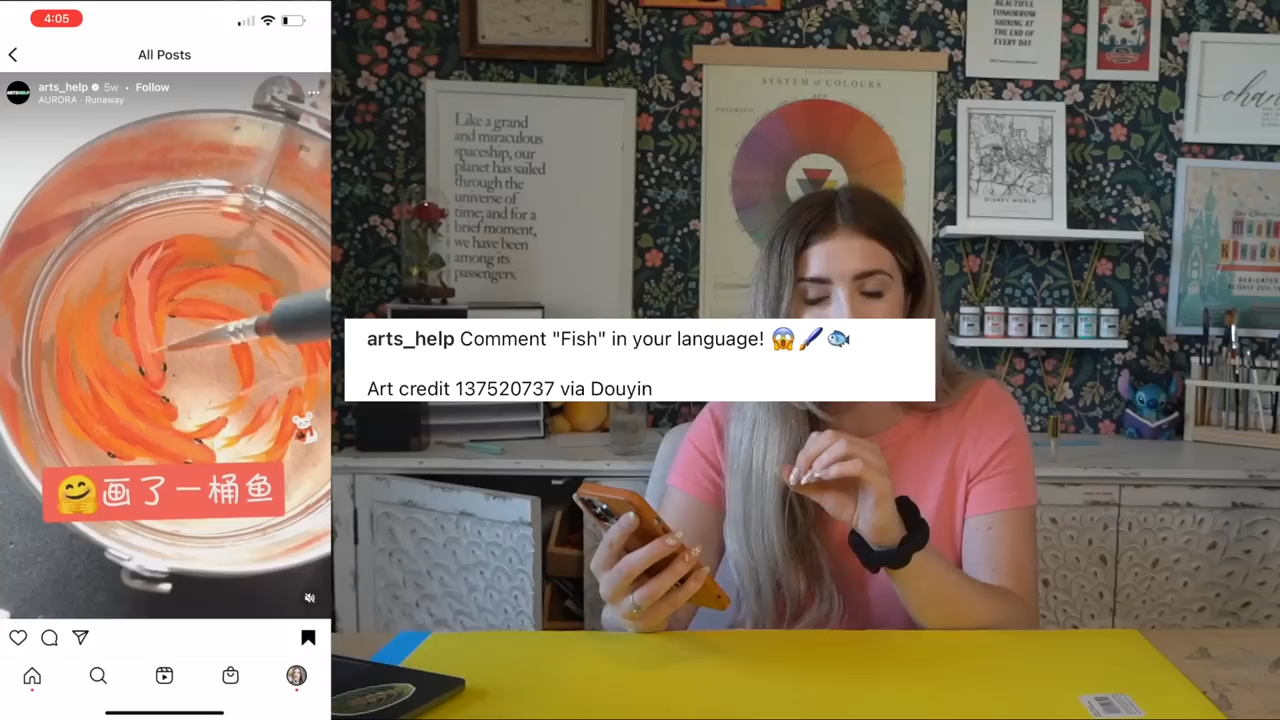 4:05
All Posts
arts_help 5w • Follow
AURORA · Runaway
画了一桶鱼
arts_help Comment "Fish" in your language! 😱🖌️🐟
Art credit 137520737 via Douyin
Like a grand
and miraculous
spaceship, our
planet has sailed
through the
universe of
time; and for a
brief moment,
we have been
among its
passengers.
SYSTEM OF COLOURS
BEAUTIFUL
TOMORROW
SHINING AT
THE END OF
EVERY DAY
DISNEY WORLD
ohana